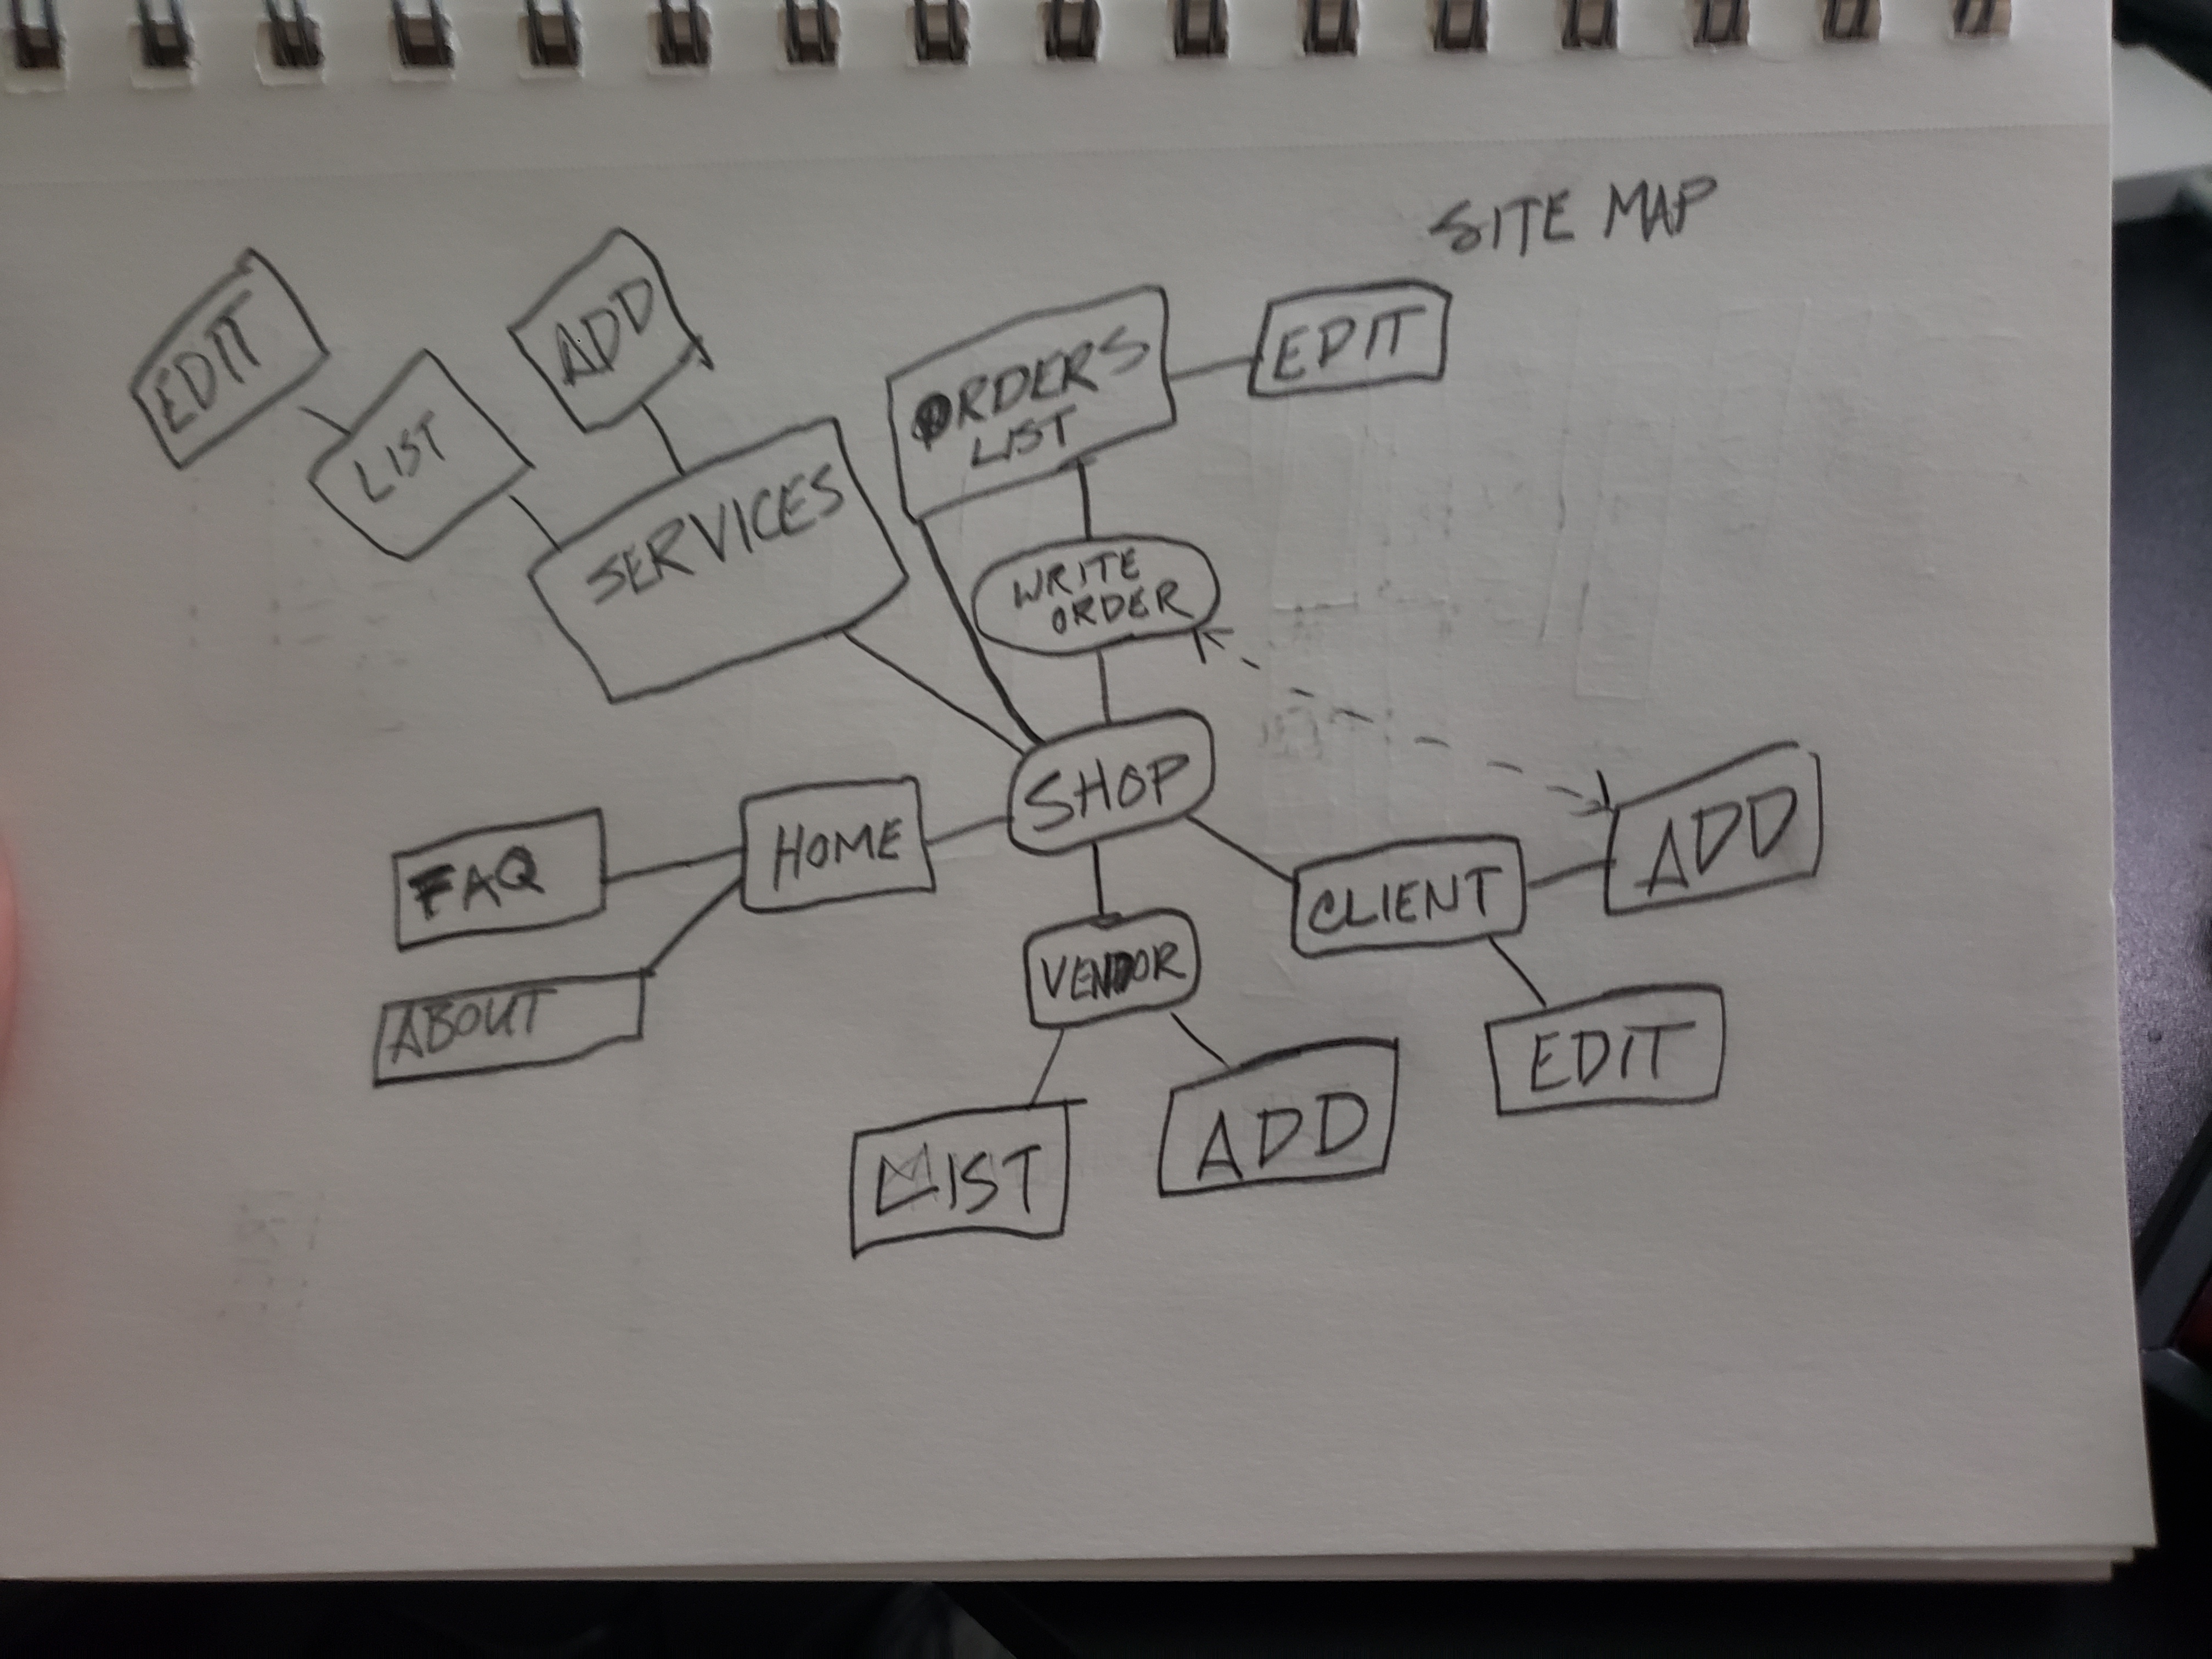 SITE MAP
EDIT
ADD
LIST
SERVICES
ORDERS
LIST
EDIT
WRITE
ORDER
SHOP
HOME
FAQ
ABOUT
VENDOR
LIST
ADD
CLIENT
ADD
EDIT